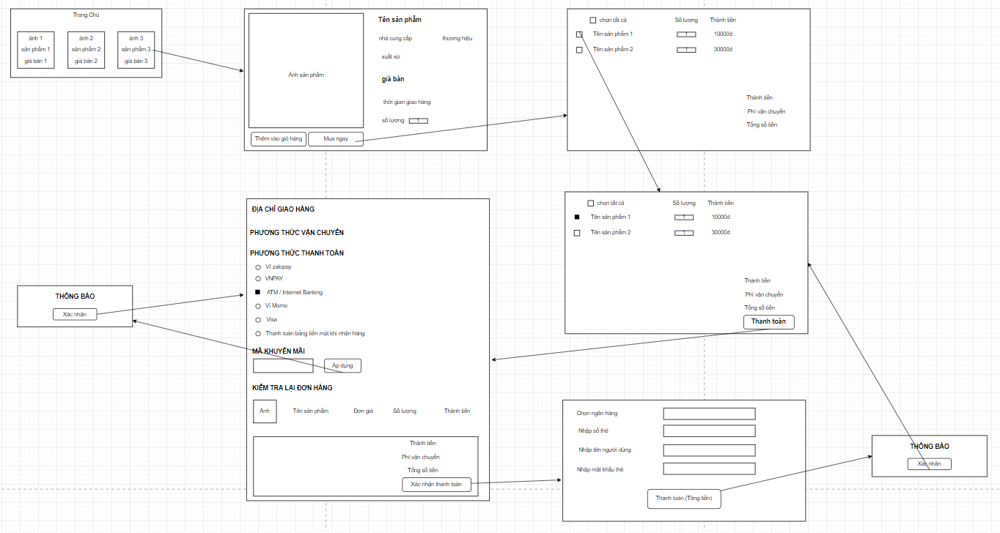 Trang Chủ
ảnh 1
sản phẩm 1
giá bán 1
ảnh 2
sản phẩm 2
giá bán 2
ảnh 3
sản phẩm 3
giá bán 3
Ảnh sản phẩm
Tên sản phẩm
nhà cung cấp thương hiệu
xuất xứ
giá bán
thời gian giao hàng
số lượng 1
Thêm vào giỏ hàng Mua ngay
chọn tất cả Số lượng Thành tiền
Tên sản phẩm 1 1 10000d
Tên sản phẩm 2 1 30000d
Thành tiền
Phí vận chuyển
Tổng số tiền
chọn tất cả Số lượng Thành tiền
Tên sản phẩm 1 1 10000d
Tên sản phẩm 2 1 30000d
Thành tiền
Phí vận chuyển
Tổng số tiền
Thanh toán
ĐỊA CHỈ GIAO HÀNG
PHƯƠNG THỨC VẬN CHUYỂN
PHƯƠNG THỨC THANH TOÁN
Ví zalopay
VNPAY
ATM / Internet Banking
Ví Momo
Visa
Thanh toán bằng tiền mặt khi nhận hàng
MÃ KHUYẾN MÃI
Áp dụng
KIỂM TRA LẠI ĐƠN HÀNG
Ảnh Tên sản phẩm Đơn giá Số lượng Thành tiền
Thành tiền
Phí vận chuyển
Tổng số tiền
Xác nhận thanh toán
THÔNG BÁO
Xác nhận
Chọn ngân hàng
Nhập số thẻ
Nhập tên người dùng
Nhập mật khẩu thẻ
Thanh toán (Tổng tiền)
THÔNG BÁO
Xác nhận